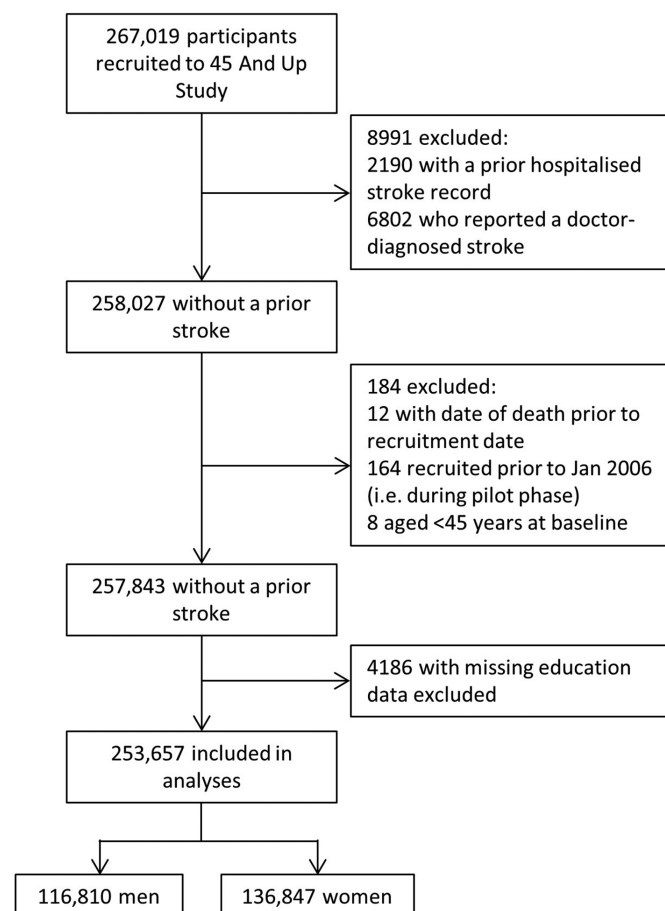 267,019 participants
recruited to 45 And Up
Study
8991 excluded:
2190 with a prior hospitalised
stroke record
6802 who reported a doctor-
diagnosed stroke
258,027 without a prior
stroke
184 excluded:
12 with date of death prior to
recruitment date
164 recruited prior to Jan 2006
(i.e. during pilot phase)
8 aged <45 years at baseline
257,843 without a prior
stroke
4186 with missing education
data excluded
253,657 included in
analyses
116,810 men
136,847 women